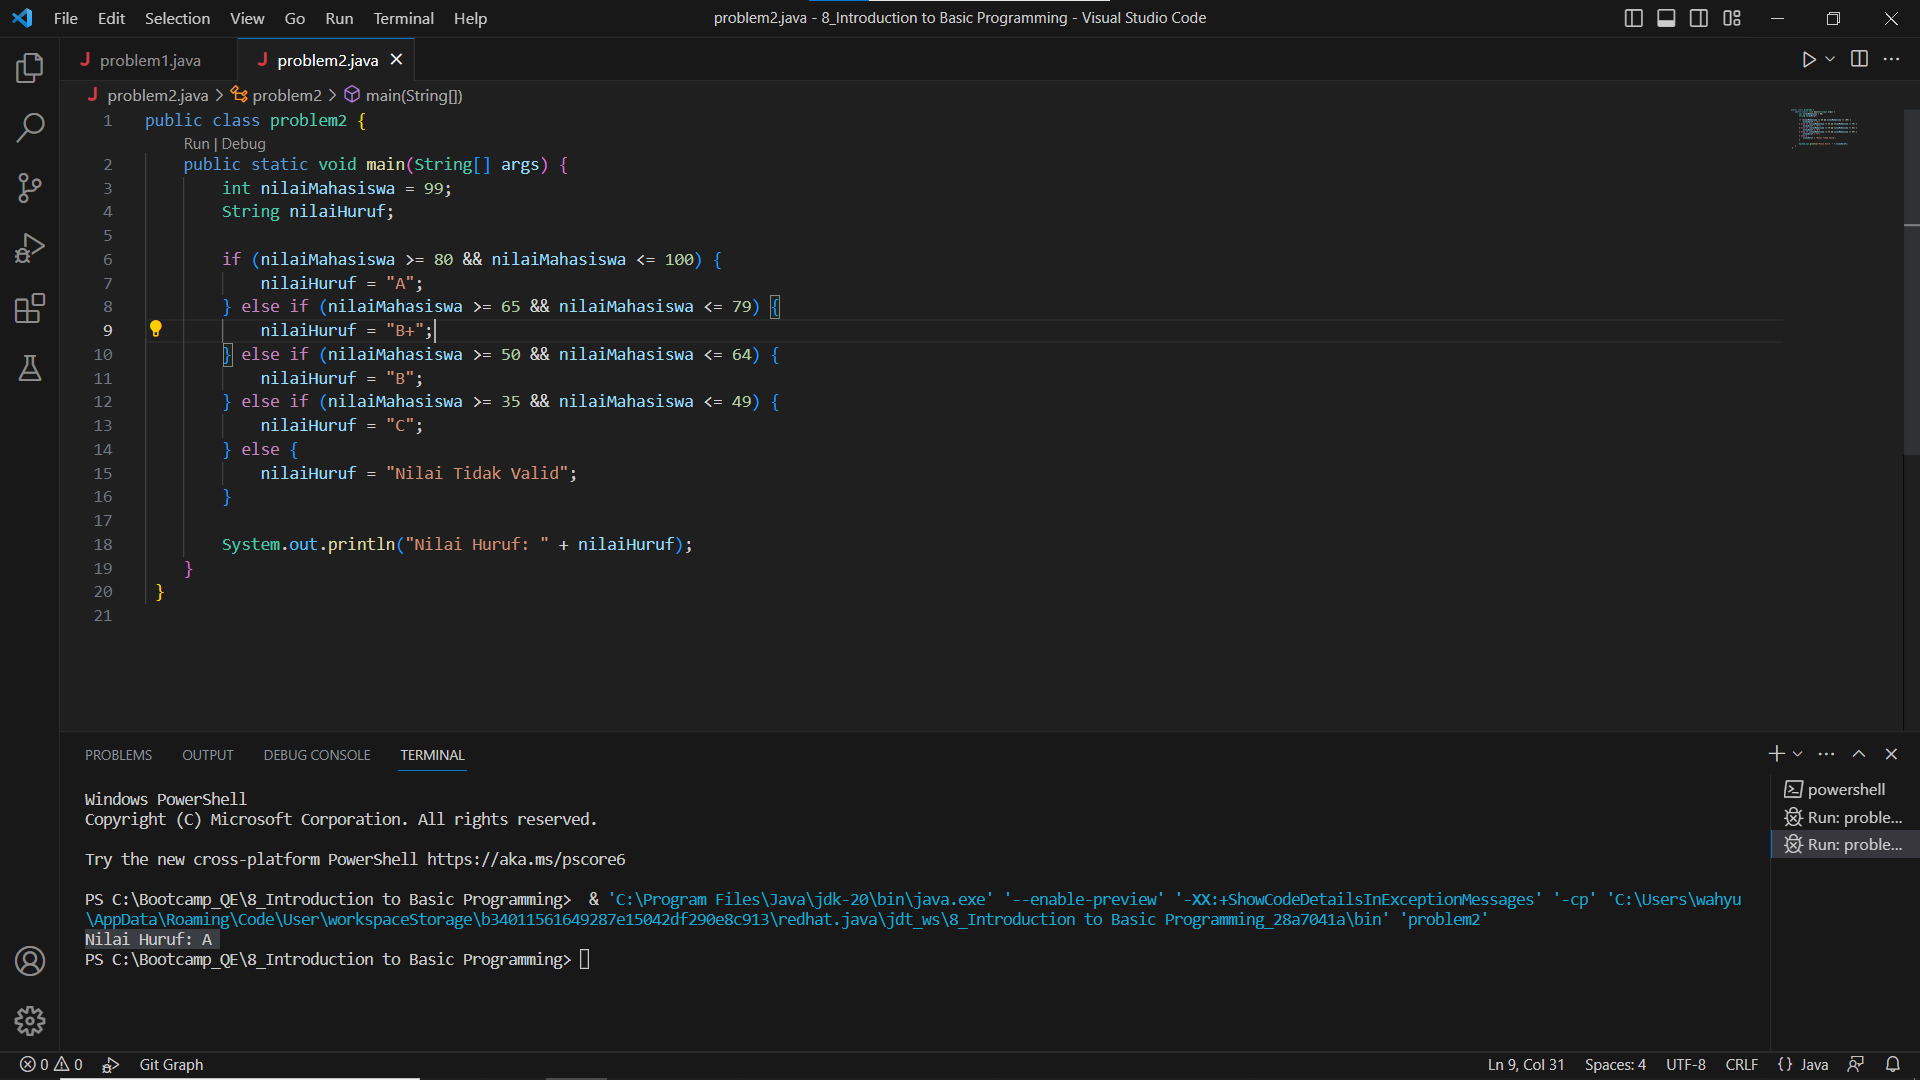 File Edit Selection View Go Run Terminal Help
problem2.java - 8_Introduction to Basic Programming - Visual Studio Code
problem1.java
problem2.java
problem2.java > problem2 > main(String[])
1 public class problem2 {
Run | Debug
2 public static void main(String[] args) {
3 int nilaiMahasiswa = 99;
4 String nilaiHuruf;
5
6 if (nilaiMahasiswa >= 80 && nilaiMahasiswa <= 100) {
7 nilaiHuruf = "A";
8 } else if (nilaiMahasiswa >= 65 && nilaiMahasiswa <= 79) {
9 nilaiHuruf = "B+";
10 } else if (nilaiMahasiswa >= 50 && nilaiMahasiswa <= 64) {
11 nilaiHuruf = "B";
12 } else if (nilaiMahasiswa >= 35 && nilaiMahasiswa <= 49) {
13 nilaiHuruf = "C";
14 } else {
15 nilaiHuruf = "Nilai Tidak Valid";
16 }
17
18 System.out.println("Nilai Huruf: " + nilaiHuruf);
19 }
20 }
21
PROBLEMS OUTPUT DEBUG CONSOLE TERMINAL
Windows PowerShell
Copyright (C) Microsoft Corporation. All rights reserved.
Try the new cross-platform PowerShell https://aka.ms/pscore6
PS C:\Bootcamp_QE\8_Introduction to Basic Programming>  & 'C:\Program Files\Java\jdk-20\bin\java.exe' '--enable-preview' '-XX:+ShowCodeDetailsInExceptionMessages' '-cp' 'C:\Users\wahyu
\AppData\Roaming\Code\User\workspaceStorage\b34011561649287e15042df290e8c913\redhat.java\jdt_ws\8_Introduction to Basic Programming_28a7041a\bin' 'problem2'
Nilai Huruf: A
PS C:\Bootcamp_QE\8_Introduction to Basic Programming>
powershell
Run: proble...
Run: proble...
0 0 Git Graph
Ln 9, Col 31 Spaces: 4 UTF-8 CRLF {} Java